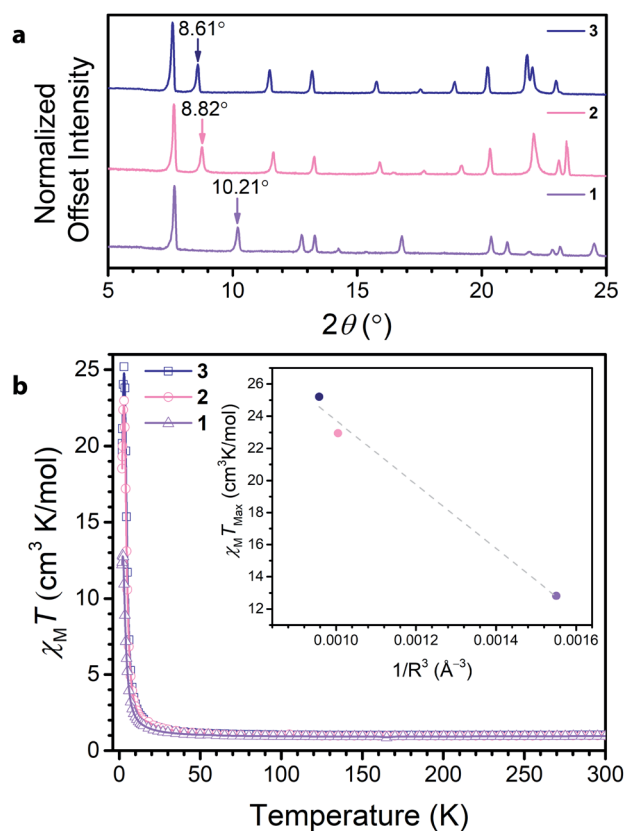 a
8.61°
3
8.82°
2
10.21°
1
Normalized
Offset Intensity
5 10 15 20 25
2θ (°)
b
25
20
15
10
5
0
3
2
1
χMT (cm³ K/mol)
0 50 100 150 200 250 300
Temperature (K)
26
24
22
20
18
16
14
12
χMTMax (cm³K/mol)
0.0010 0.0012 0.0014 0.0016
1/R³ (Å⁻³)